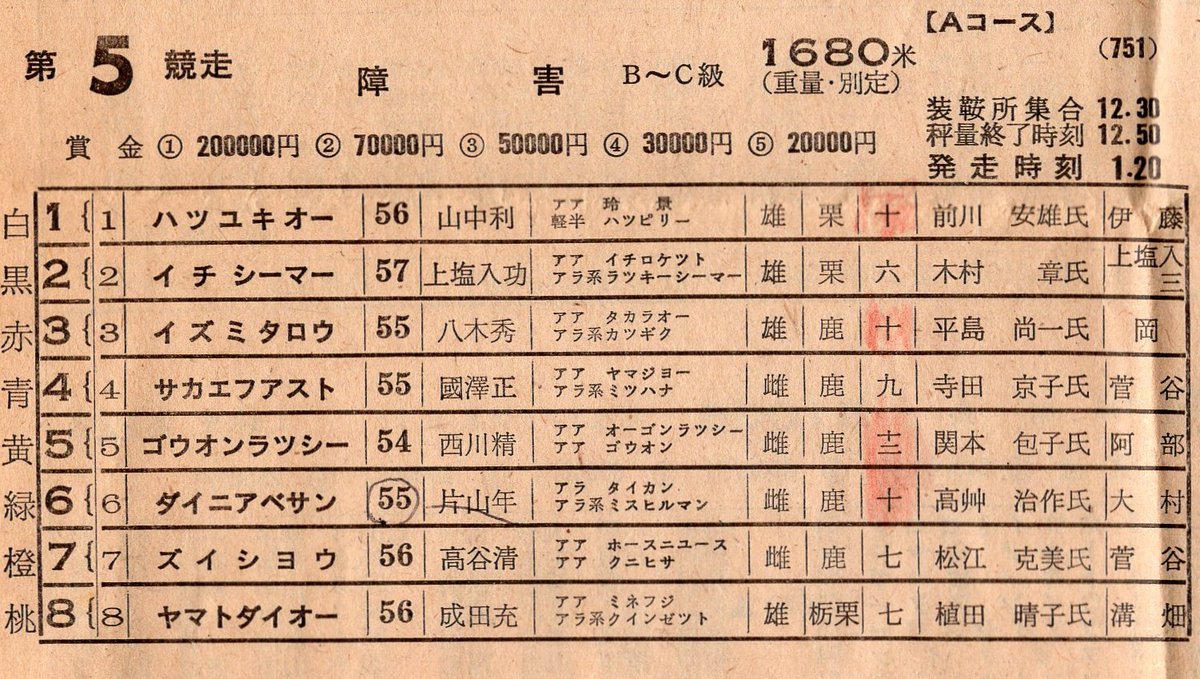 【Aコース】
第 5 競走 障害 B～C級 1680米 (751)
(重量・別定)
装鞍所集合 12.30
賞金 ① 200000円 ② 70000円 ③ 50000円 ④ 30000円 ⑤ 20000円 秤量終了時刻 12.50
発走時刻 1.20
白 1 { 1 ハツユキオー 56 山中利 アア 玲景 軽半 ハツピリー 雄 栗 十 前川 安雄氏 伊藤
黒 2 { 2 イチシーマー 57 上塩入功 アア イチロケツト アラ系ラツキーシーマー 雄 栗 六 木村 章氏 上塩入三
赤 3 { 3 イズミタロウ 55 八木秀 アア タカラオー アラ系カツギク 雄 鹿 十 平島 尚一氏 岡
青 4 { 4 サカエフアスト 55 國澤正 アア ヤマジョー アラ系ミツハナ 雌 鹿 九 寺田 京子氏 菅谷
黄 5 { 5 ゴウオンラツシー 54 西川精 アア オーゴンラツシー アア ゴウオン 雌 鹿 十二 関本 包子氏 阿部
緑 6 { 6 ダイニアベサン 55 片山年 アラ タイカン アラ系ミスヒルマン 雌 鹿 十 高艸 治作氏 大村
橙 7 { 7 ズイシヨウ 56 高谷清 アア ホースニユース アア クニヒサ 雌 鹿 七 松江 克美氏 菅谷
桃 8 { 8 ヤマトダイオー 56 成田充 アア ミネフジ アラ系クインゼツト 雄 栃栗 七 植田 晴子氏 溝畑